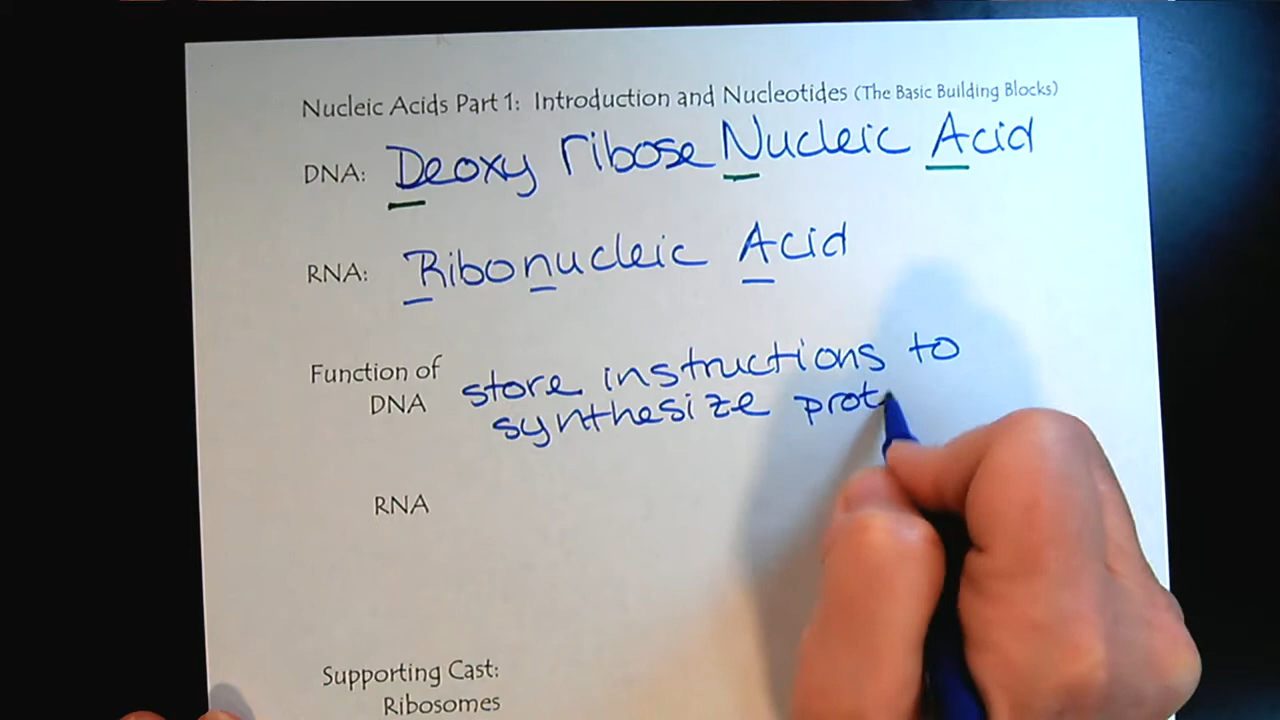 Nucleic Acids Part 1: Introduction and Nucleotides (The Basic Building Blocks)
DNA: Deoxy ribose Nucleic Acid
RNA: Ribonucleic Acid
Function of DNA store instructions to
synthesize prot
RNA
Supporting Cast:
Ribosomes